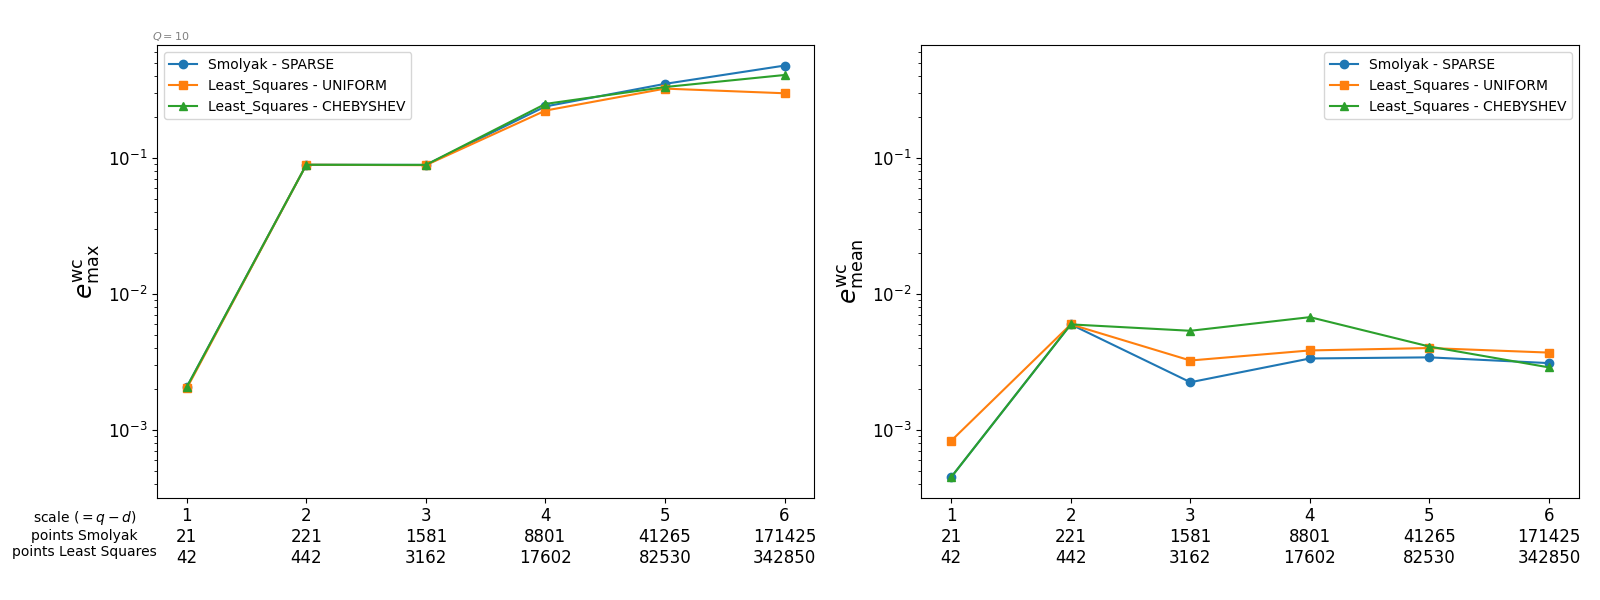 Q = 10
Smolyak - SPARSE
Least_Squares - UNIFORM
Least_Squares - CHEBYSHEV
10⁻¹
10⁻²
10⁻³
e^wc_max
scale (= q − d)
points Smolyak
points Least Squares
1 2 3 4 5 6
21 221 1581 8801 41265 171425
42 442 3162 17602 82530 342850
Smolyak - SPARSE
Least_Squares - UNIFORM
Least_Squares - CHEBYSHEV
10⁻¹
10⁻²
10⁻³
e^wc_mean
1 2 3 4 5 6
21 221 1581 8801 41265 171425
42 442 3162 17602 82530 342850